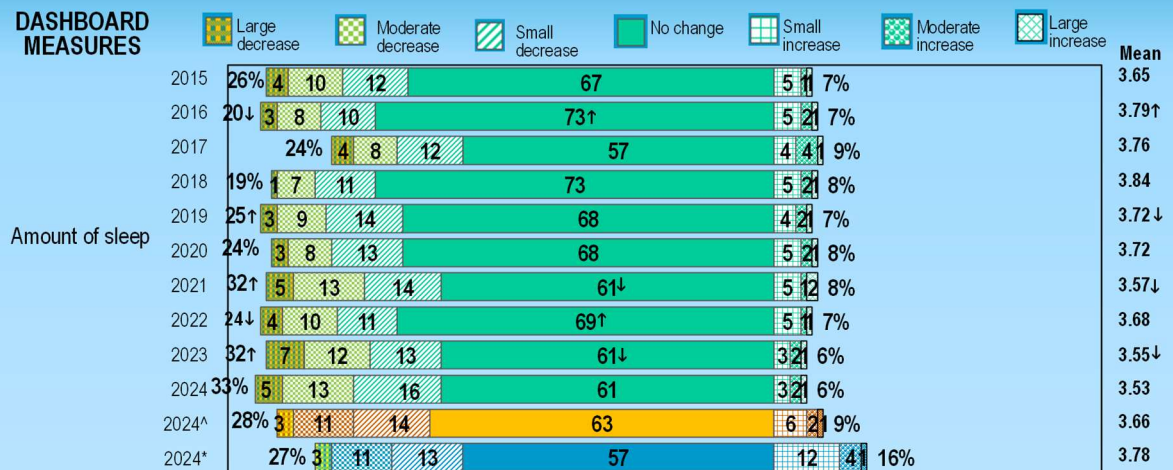 DASHBOARD MEASURES
Large decrease
Moderate decrease
Small decrease
No change
Small increase
Moderate increase
Large increase
Mean
Amount of sleep
2015 26% 4 10 12 67 5 1 1 7% 3.65
2016 20↓ 3 8 10 73↑ 5 2 1 7% 3.79↑
2017 24% 4 8 12 57 4 4 1 9% 3.76
2018 19% 1 7 11 73 5 2 1 8% 3.84
2019 25↑ 3 9 14 68 4 2 1 7% 3.72↓
2020 24% 3 8 13 68 5 2 1 8% 3.72
2021 32↑ 5 13 14 61↓ 5 1 2 8% 3.57↓
2022 24↓ 4 10 11 69↑ 5 1 1 7% 3.68
2023 32↑ 7 12 13 61↓ 3 2 1 6% 3.55↓
2024 33% 5 13 16 61 3 2 1 6% 3.53
2024^ 28% 3 11 14 63 6 2 1 9% 3.66
2024* 27% 3 11 13 57 12 4 1 16% 3.78